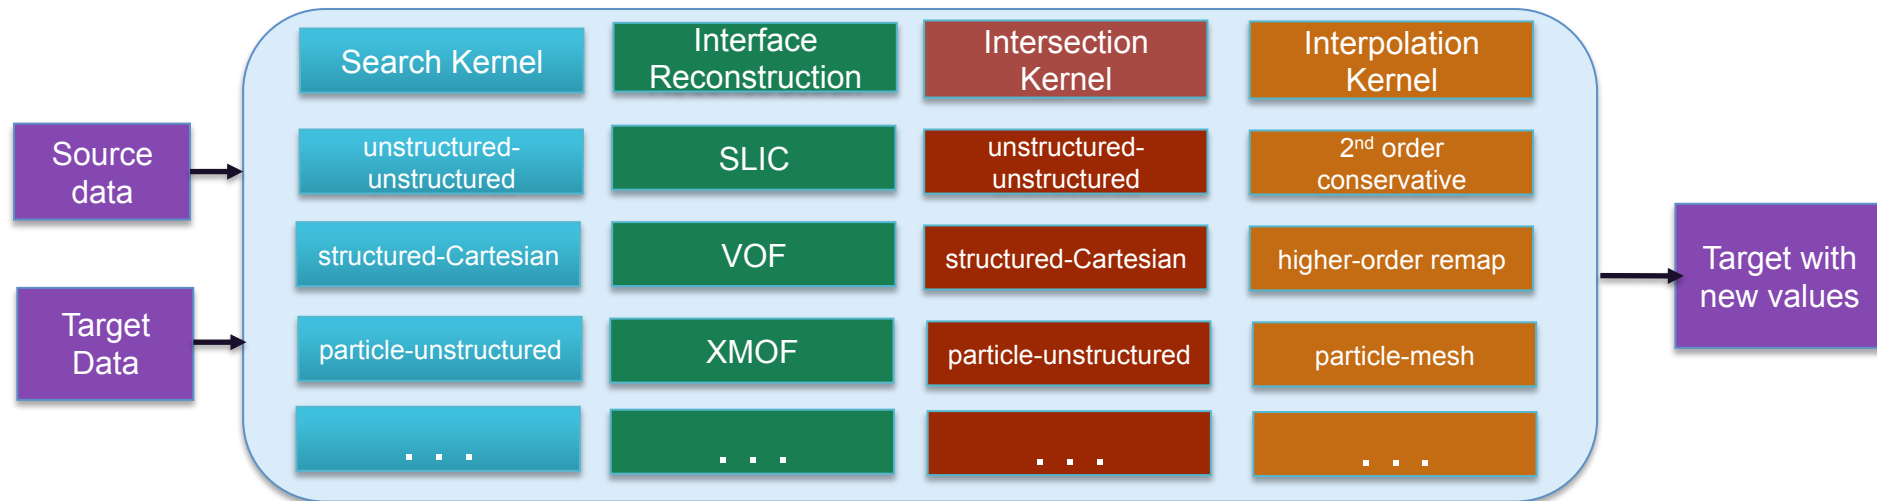 Source
data
Target
Data
Search Kernel
unstructured-
unstructured
structured-Cartesian
particle-unstructured
. . .
Interface
Reconstruction
SLIC
VOF
XMOF
. . .
Intersection
Kernel
unstructured-
unstructured
structured-Cartesian
particle-unstructured
. . .
Interpolation
Kernel
2nd order
conservative
higher-order remap
particle-mesh
. . .
Target with
new values